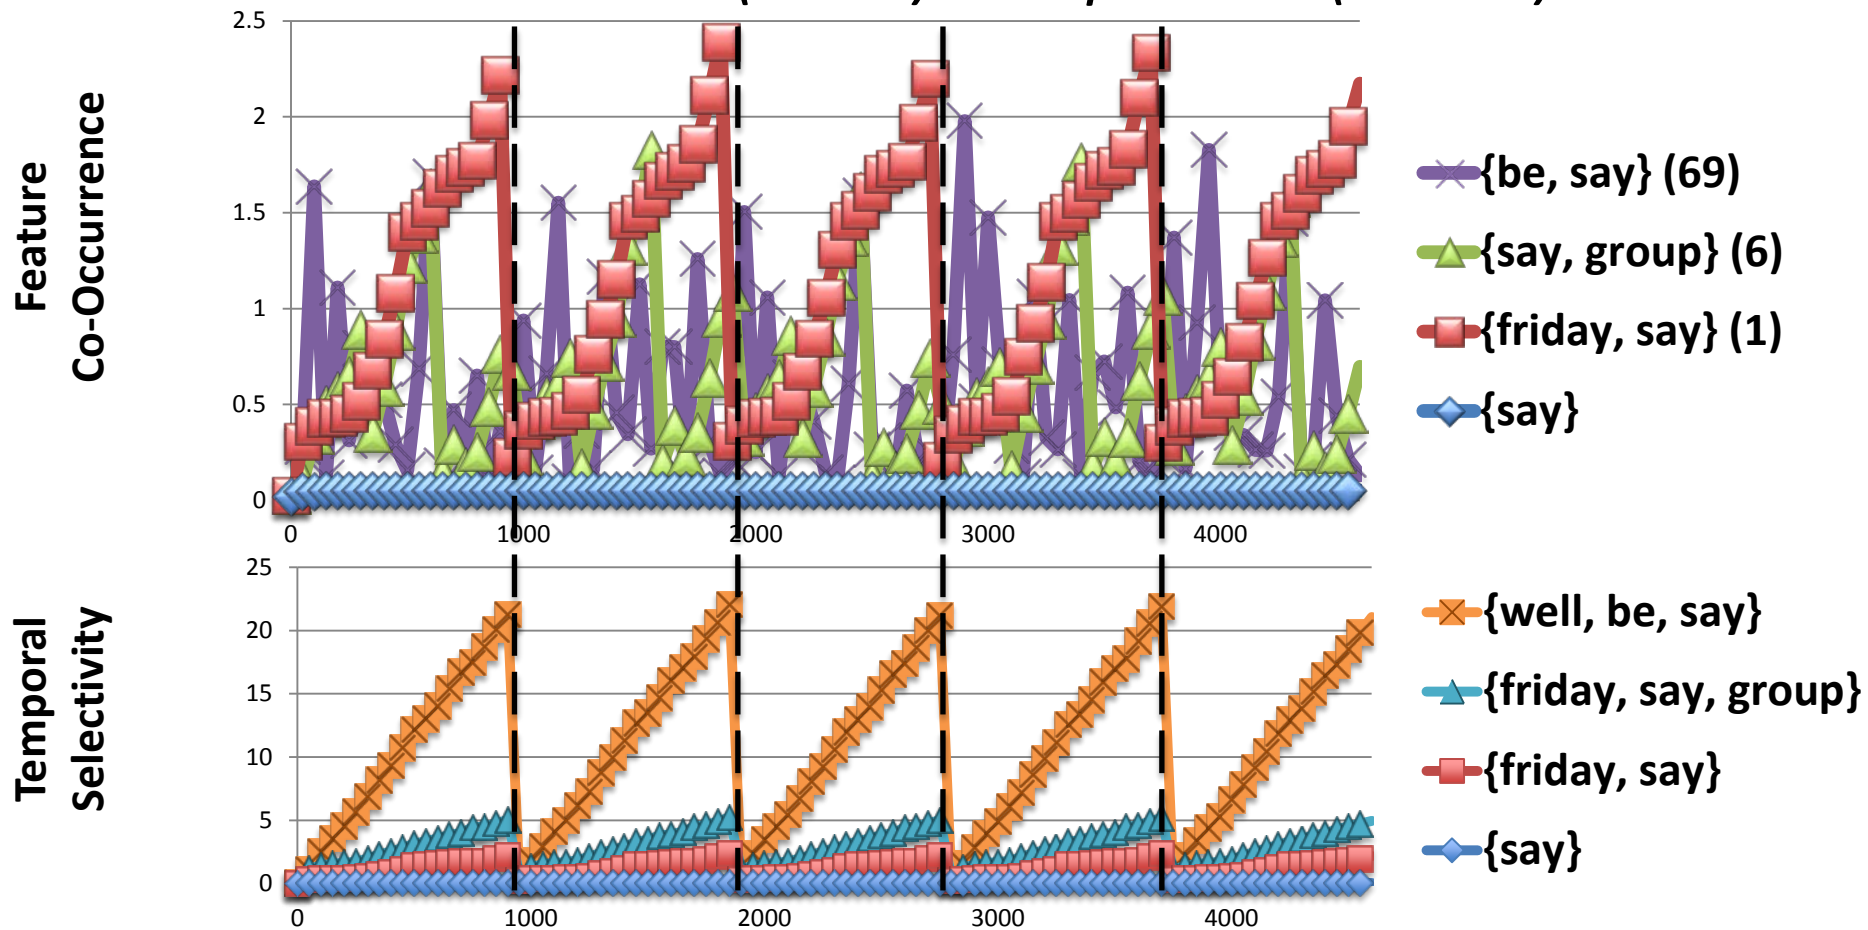 2.5
2
1.5
1
0.5
0
0 1000 2000 3000 4000
Feature
Co-Occurrence
{be, say} (69)
{say, group} (6)
{friday, say} (1)
{say}
25
20
15
10
5
0
0 1000 2000 3000 4000
Temporal
Selectivity
{well, be, say}
{friday, say, group}
{friday, say}
{say}